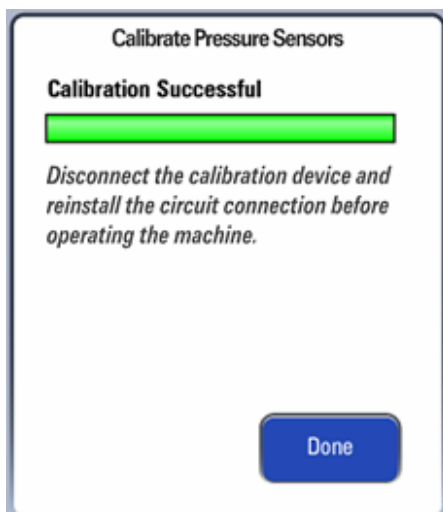 Calibrate Pressure Sensors
Calibration Successful
Disconnect the calibration device and
reinstall the circuit connection before
operating the machine.
Done